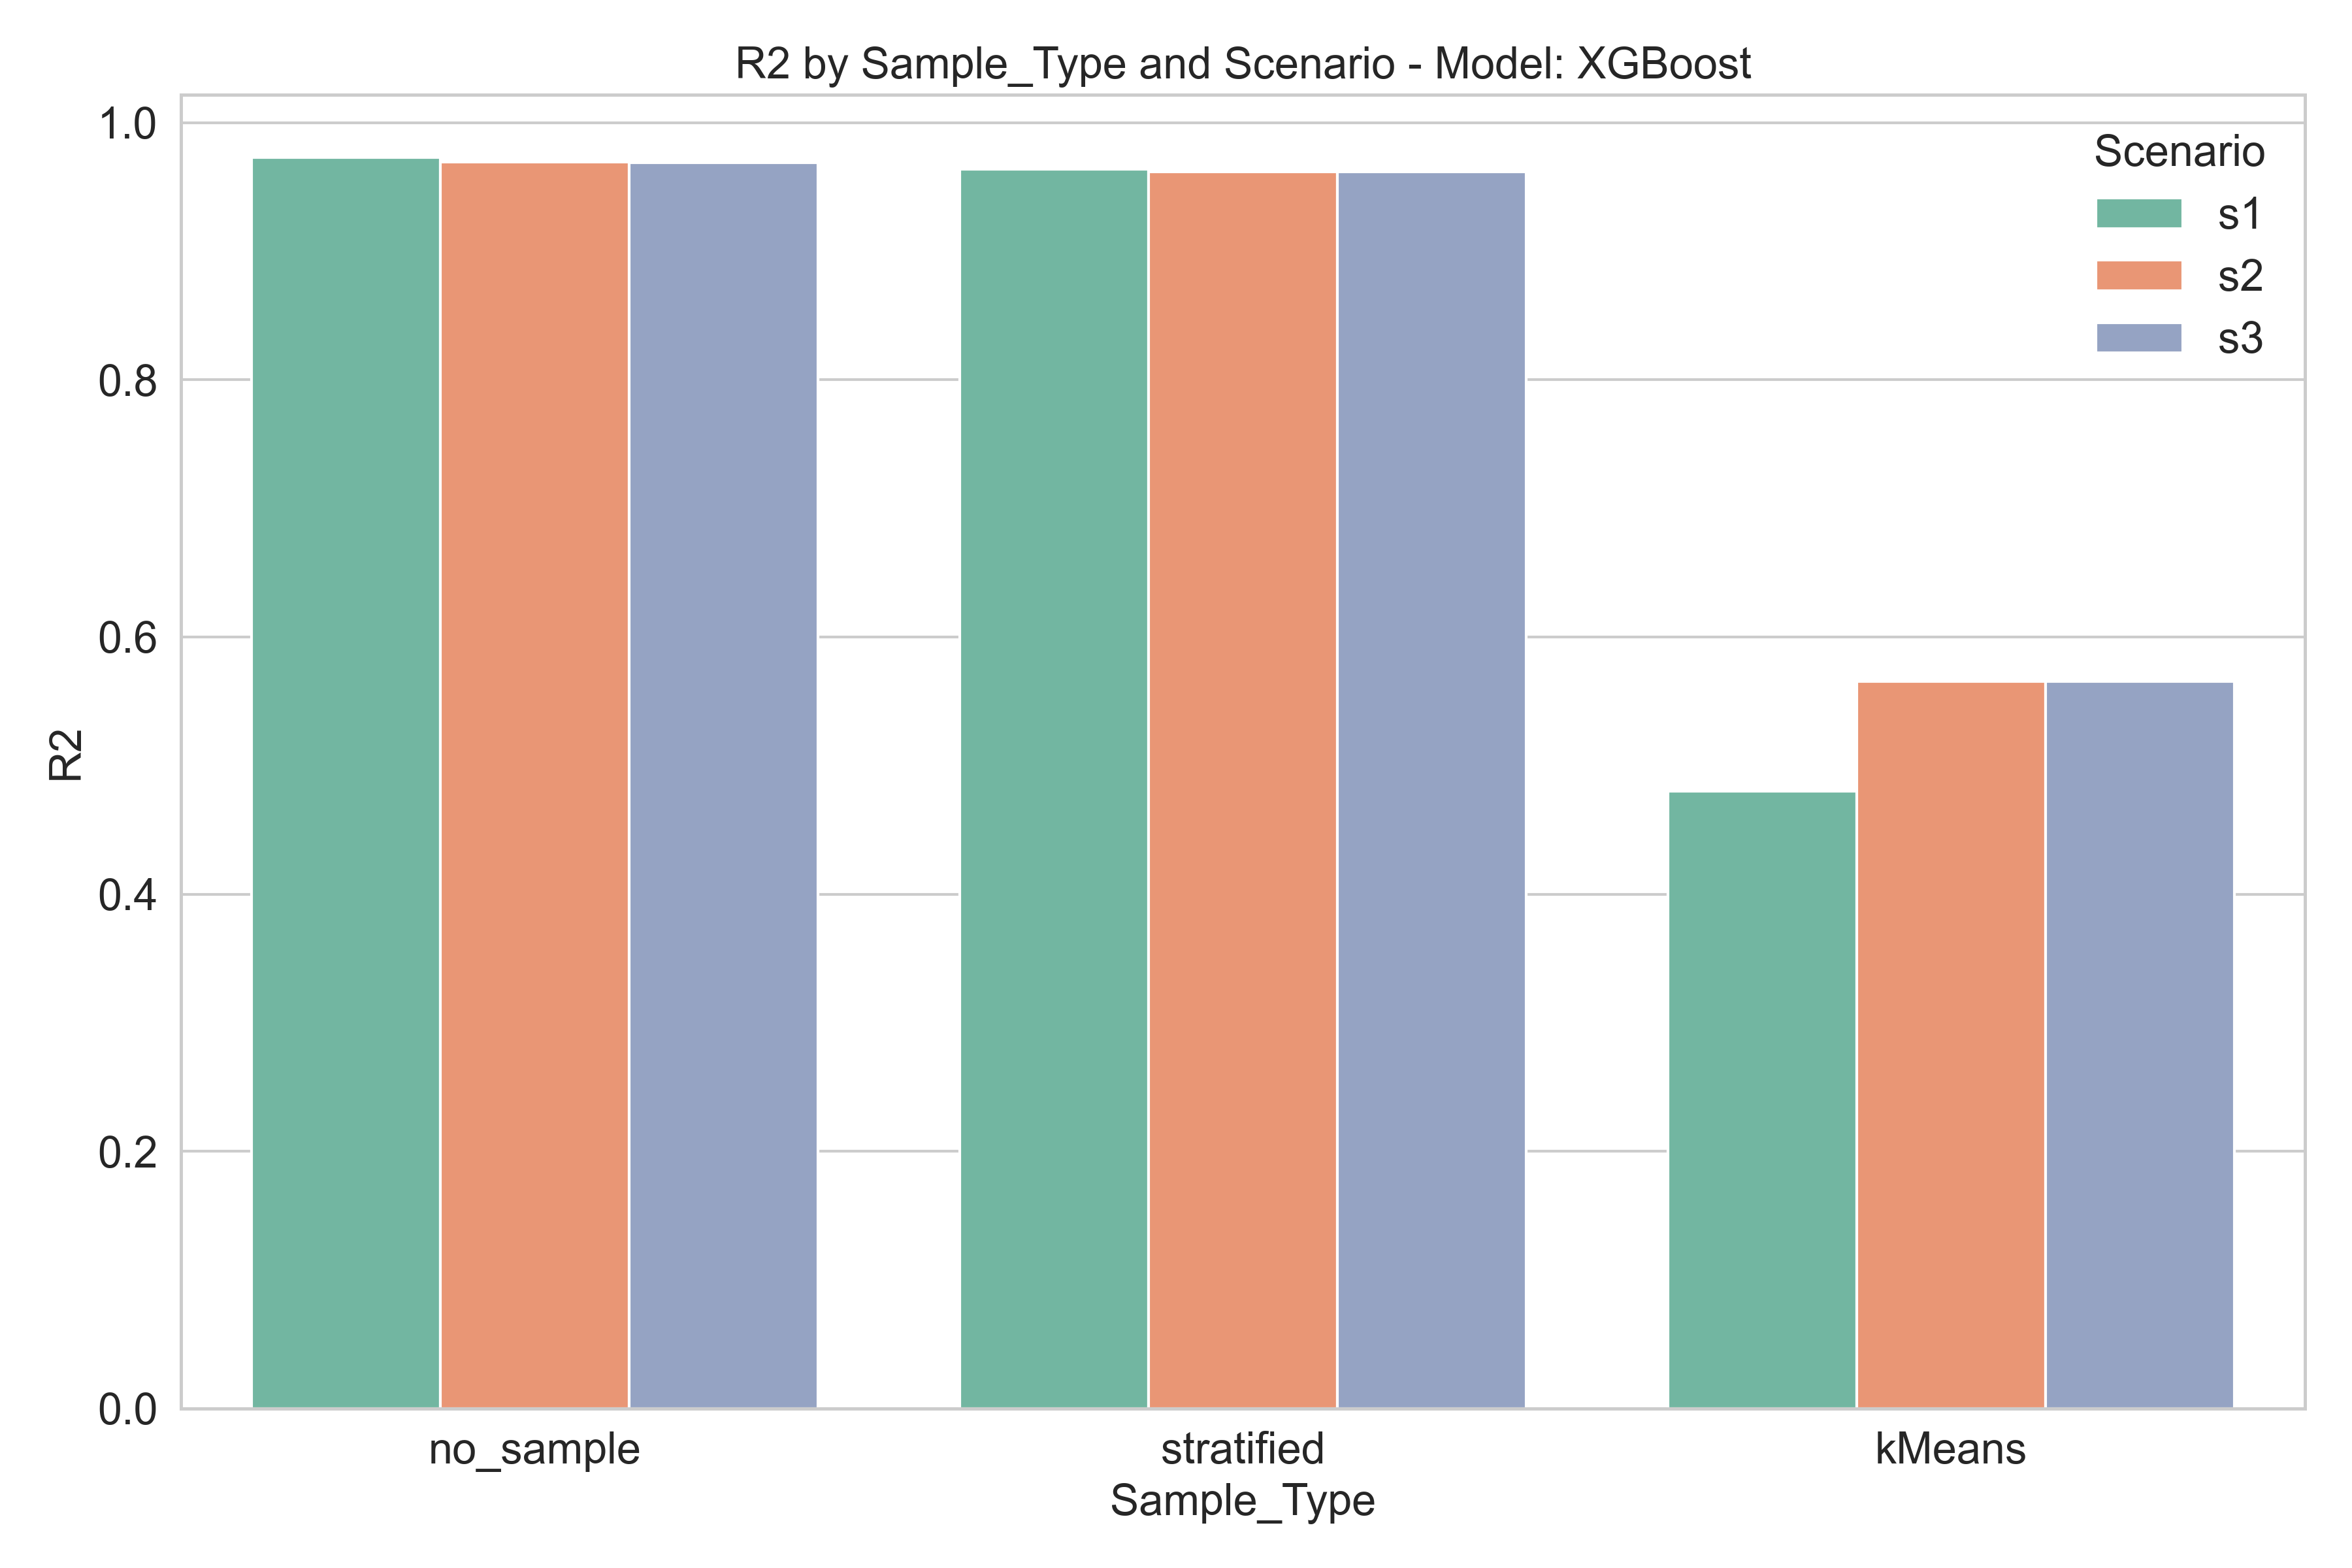 R2 by Sample_Type and Scenario - Model: XGBoost
Scenario
s1
s2
s3
1.0
0.8
0.6
0.4
0.2
0.0
R2
no_sample stratified kMeans
Sample_Type